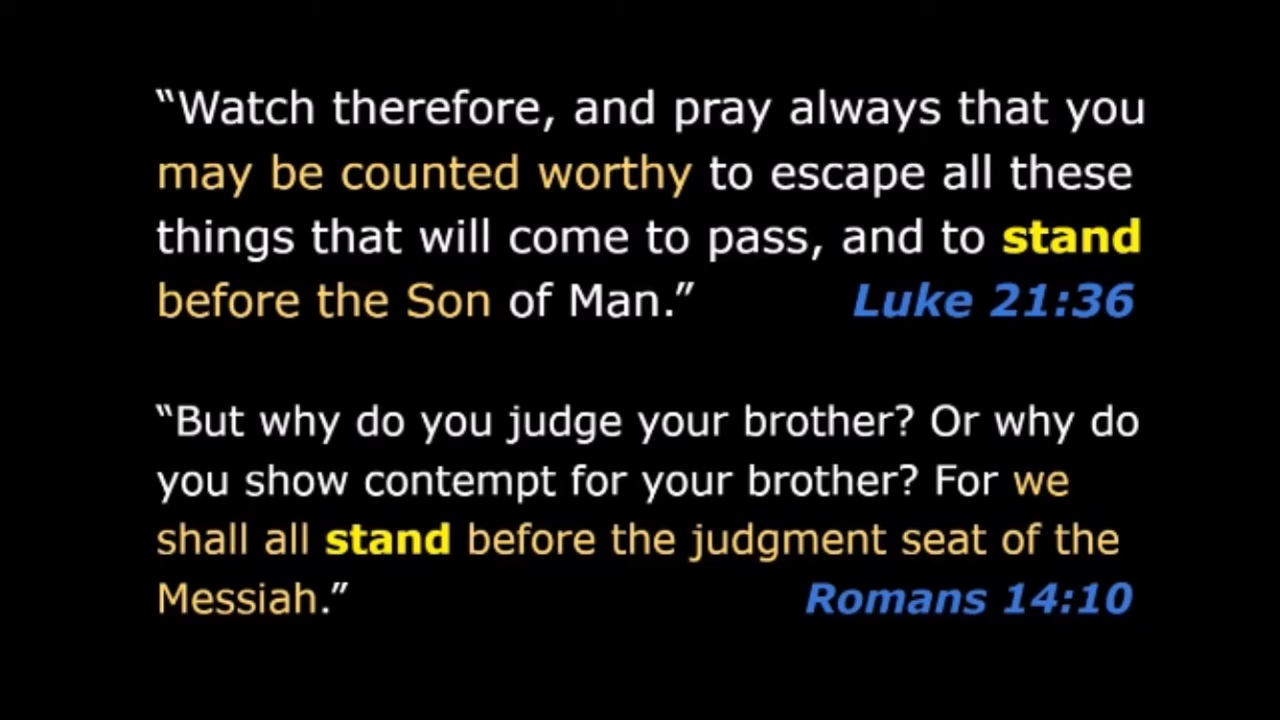 “Watch therefore, and pray always that you
may be counted worthy to escape all these
things that will come to pass, and to stand
before the Son of Man.” Luke 21:36
“But why do you judge your brother? Or why do
you show contempt for your brother? For we
shall all stand before the judgment seat of the
Messiah.” Romans 14:10